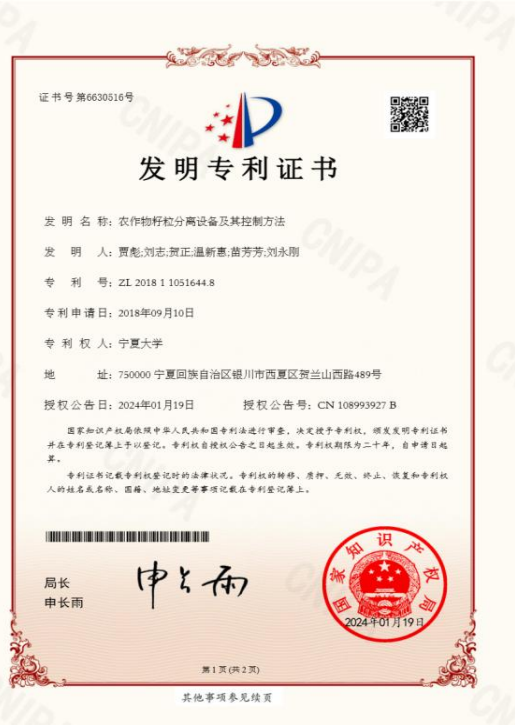 证书号第6630516号
发明专利证书
发 明 名 称：农作物籽粒分离设备及其控制方法
发 明 人：贾彪;刘志;贺正;温新惠;苗芳芳;刘永刚
专 利 号：ZL 2018 1 1051644.8
专利申请日：2018年09月10日
专 利 权 人：宁夏大学
地 址：750000 宁夏回族自治区银川市西夏区贺兰山西路489号
授权公告日：2024年01月19日 授权公告号：CN 108993927 B
国家知识产权局依照中华人民共和国专利法进行审查，决定授予专利权，颁发发明专利证书
并在专利登记簿上予以登记。专利权自授权公告之日起生效。专利权期限为二十年，自申请日起
算。
专利证书记载专利权登记时的法律状况。专利权的转移、质押、无效、终止、恢复和专利权
人的姓名或名称、国籍、地址变更等事项记载在专利登记簿上。
局长
申长雨
申长雨
国家知识产权局
2024年01月19日
第1页(共2页)
其他事项参见续页
CNIPA